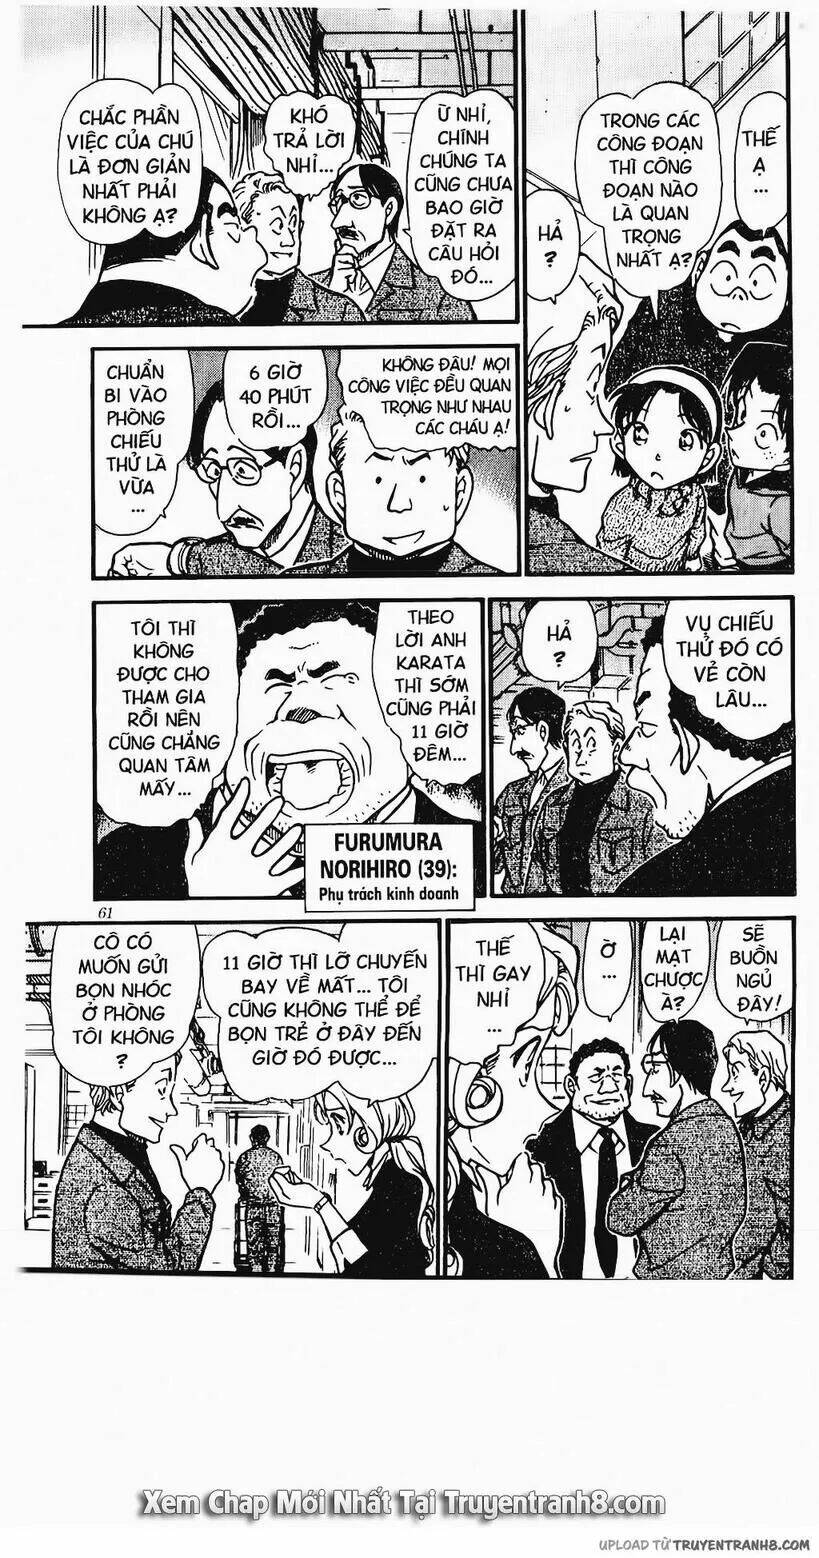 THẾ
Ạ
...
TRONG CÁC
CÔNG ĐOẠN
THÌ CÔNG
ĐOẠN NÀO
LÀ QUAN
TRỌNG
NHẤT Ạ?
HẢ
?
Ừ NHỈ,
CHÍNH
CHÚNG TA
CŨNG CHƯA
BAO GIỜ
ĐẶT RA
CÂU HỎI
ĐÓ...
KHÓ
TRẢ LỜI
NHỈ...
CHẮC PHẦN
VIỆC CỦA CHÚ
LÀ ĐƠN GIẢN
NHẤT PHẢI
KHÔNG Ạ?
KHÔNG ĐÂU! MỌI
CÔNG VIỆC ĐỀU QUAN
TRỌNG NHƯ NHAU
CÁC CHÁU Ạ!
6 GIỜ
40 PHÚT
RỒI...
CHUẨN
BI VÀO
PHÒNG
CHIẾU
THỬ LÀ
VỪA
...
VỤ CHIẾU
THỬ ĐÓ CÓ
VẺ CÒN
LÂU...
HẢ
?
THEO
LỜI ANH
KARATA
THÌ SỚM
CŨNG PHẢI
11 GIỜ
ĐÊM...
TÔI THÌ
KHÔNG
ĐƯỢC CHO
THAM GIA
RỒI NÊN
CŨNG CHẲNG
QUAN TÂM
MẤY...
FURUMURA
NORIHIRO (39):
Phụ trách kinh doanh
61
SẼ
BUỒN
NGỦ
ĐÂY!
LẠI
MẠT
CHƯỢC
À?
Ờ
...
THẾ
THÌ GAY
NHỈ
...
11 GIỜ THÌ LỠ CHUYẾN
BAY VỀ MẤT... TÔI
CŨNG KHÔNG THỂ ĐỂ
BỌN TRẺ Ở ĐÂY ĐẾN
GIỜ ĐÓ ĐƯỢC...
CÔ CÓ
MUỐN GỬI
BỌN NHÓC
Ở PHÒNG
TÔI KHÔNG
?
Xem Chap Mới Nhất Tại Truyentranh8.com
UPLOAD TỪ TRUYENTRANH8.COM